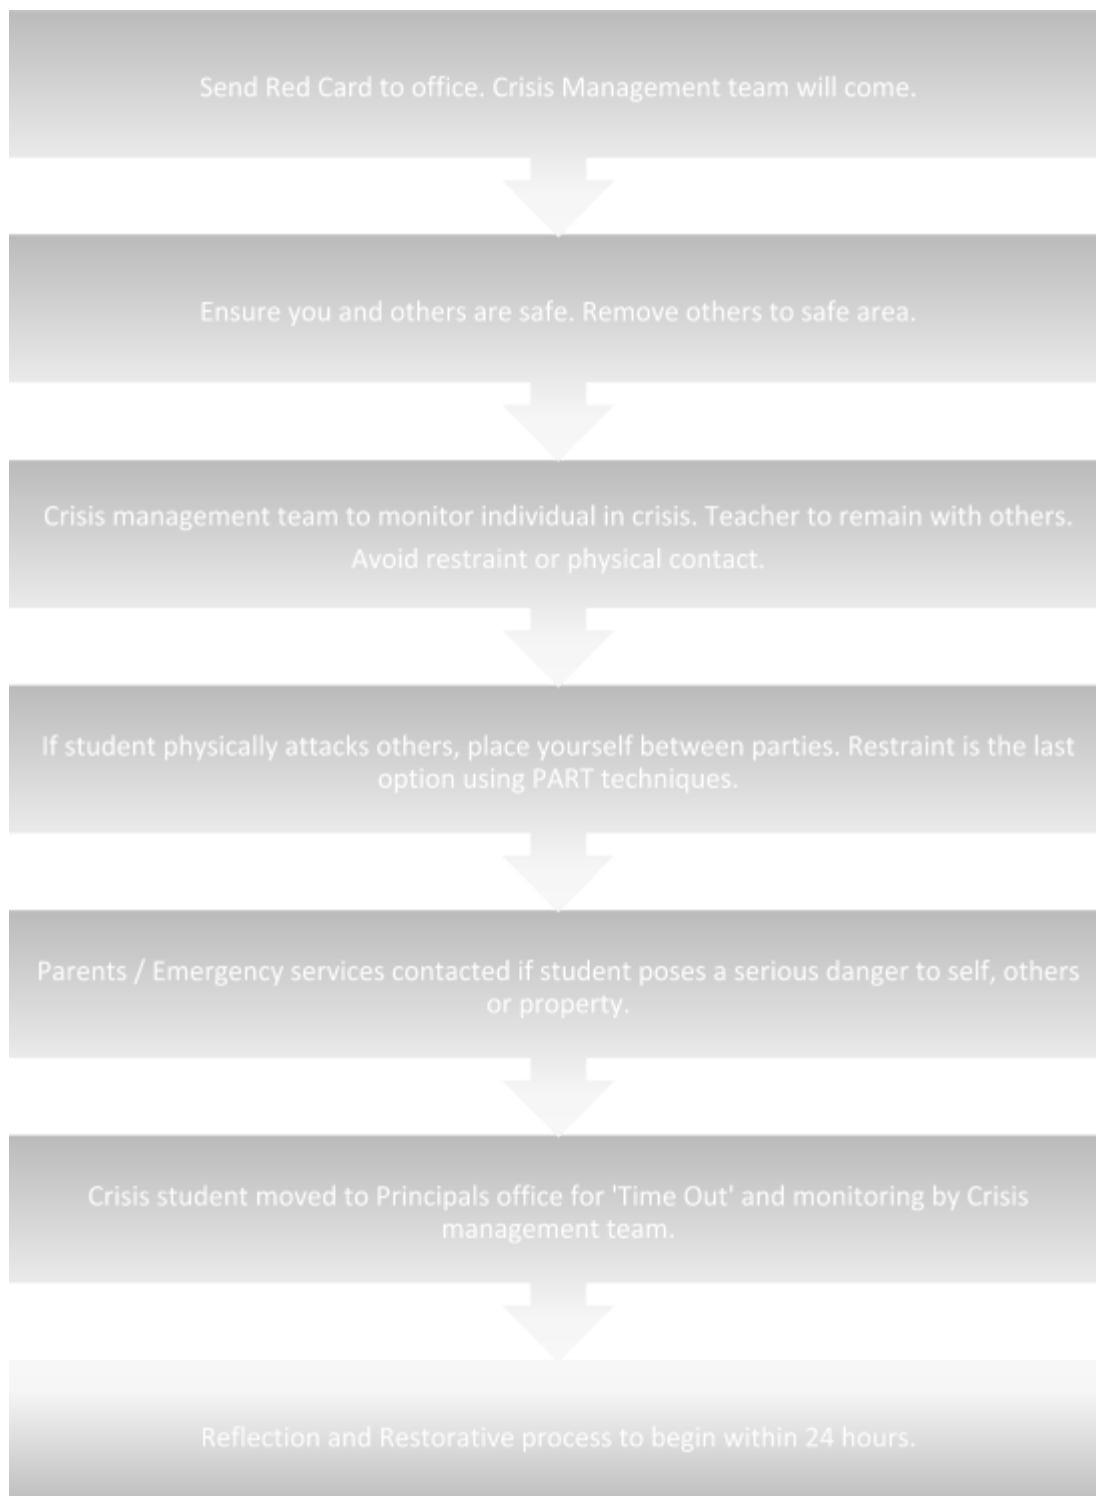 Send Red Card to office. Crisis Management team will come.
Ensure you and others are safe. Remove others to safe area.
Crisis management team to monitor individual in crisis. Teacher to remain with others.
Avoid restraint or physical contact.
If student physically attacks others, place yourself between parties. Restraint is the last
option using PART techniques.
Parents / Emergency services contacted if student poses a serious danger to self, others
or property.
Crisis student moved to Principals office for 'Time Out' and monitoring by Crisis
management team.
Reflection and Restorative process to begin within 24 hours.